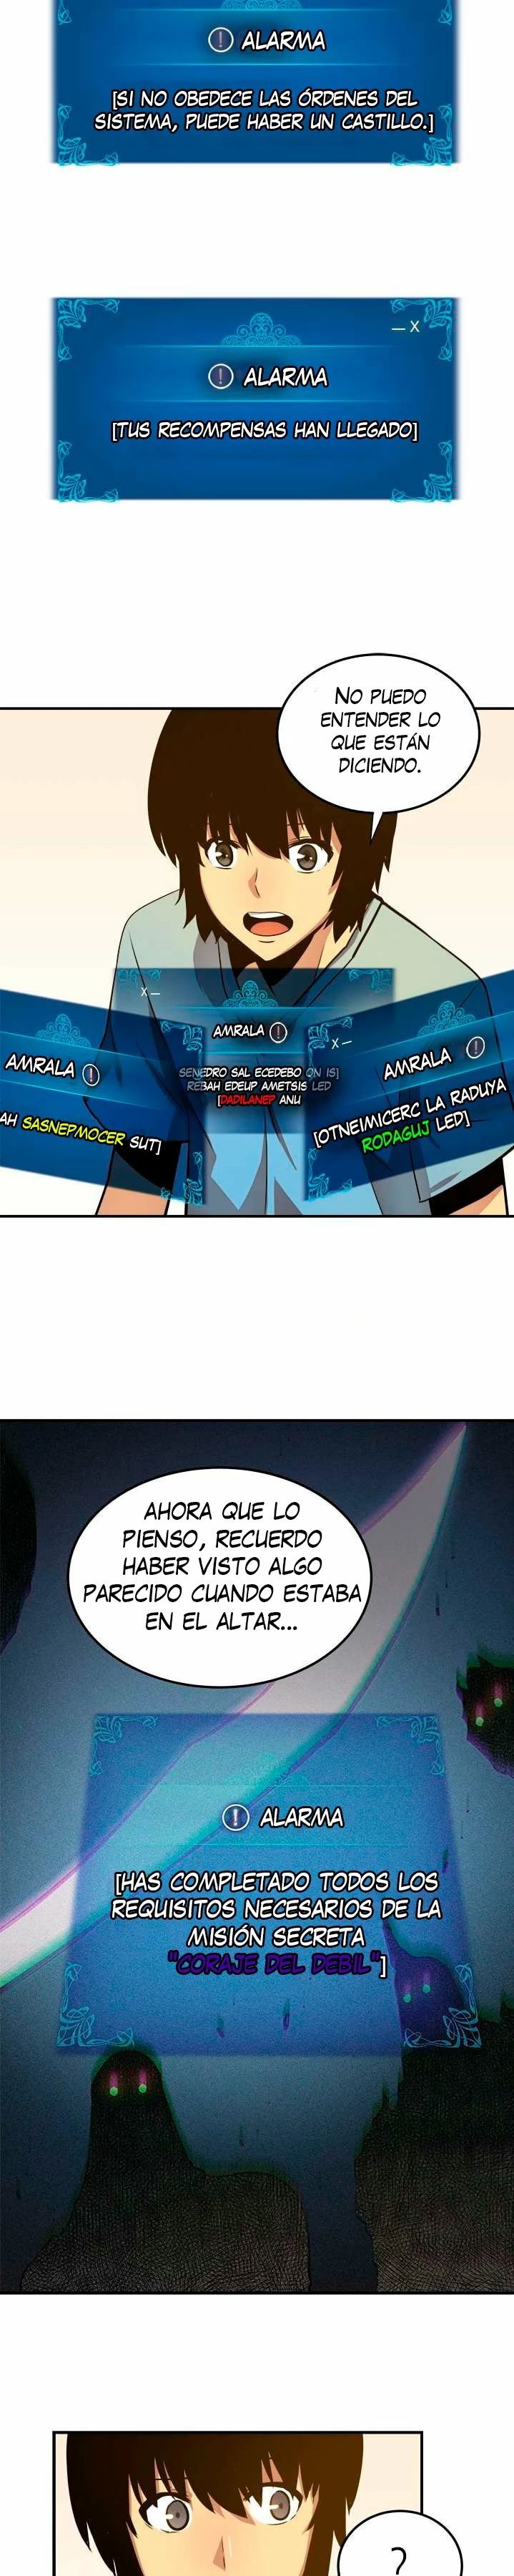 ALARMA
[SI NO OBEDECE LAS ÓRDENES DEL
SISTEMA, PUEDE HABER UN CASTILLO.]
— X
ALARMA
[TUS RECOMPENSAS HAN LLEGADO]
NO PUEDO
ENTENDER LO
QUE ESTÁN
DICIENDO.
AMRALA
AH SASNEPMOCER SUT]
X —
AMRALA
SENEDRO SAL ECEDEBO ON IS]
REBAH EDEUP AMETSIS LED
[DADILANEP ANU
X —
AMRALA
[OTNEIMICERC LA RADUYA
RODAGUJ LED]
AHORA QUE LO
PIENSO, RECUERDO
HABER VISTO ALGO
PARECIDO CUANDO ESTABA
EN EL ALTAR...
ALARMA
[HAS COMPLETADO TODOS LOS
REQUISITOS NECESARIOS DE LA
MISIÓN SECRETA
"CORAJE DEL DEBIL"]
?